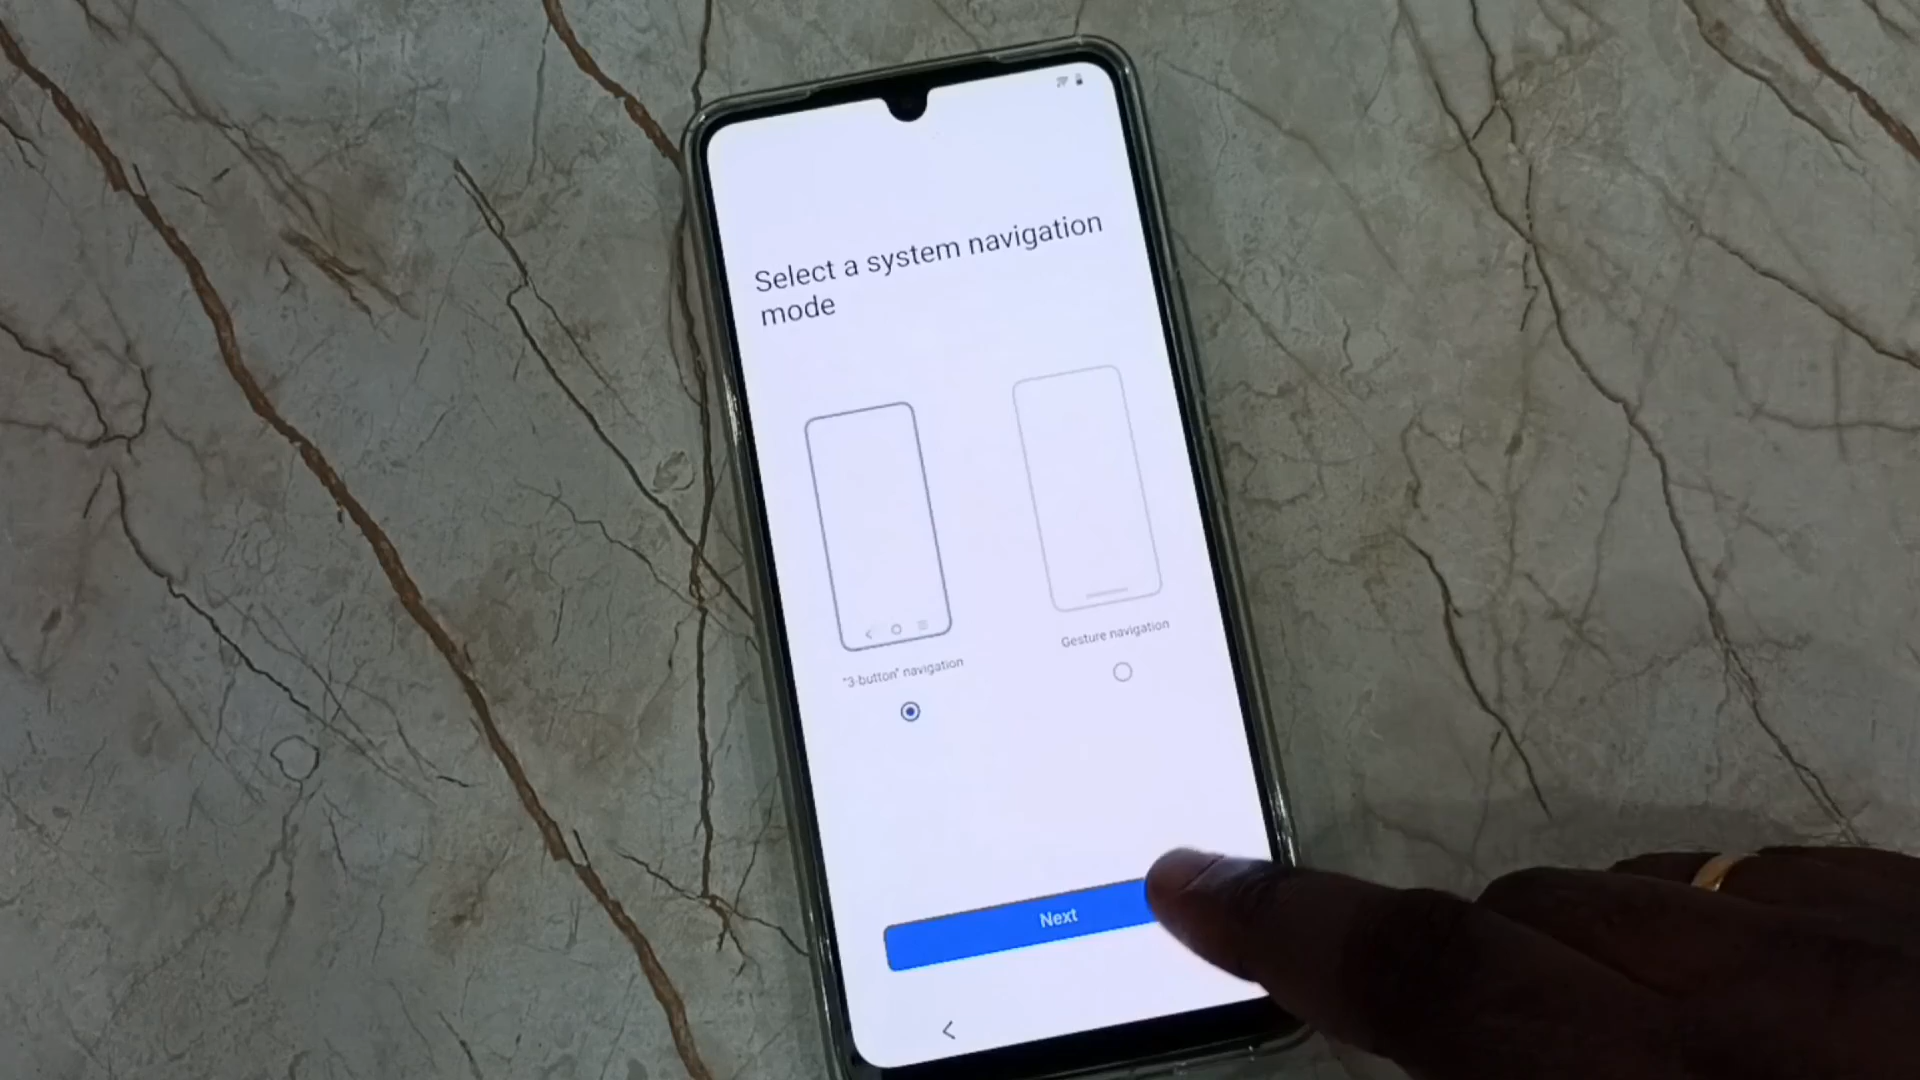 Select a system navigation
mode
"3-button" navigation
Gesture navigation
Next